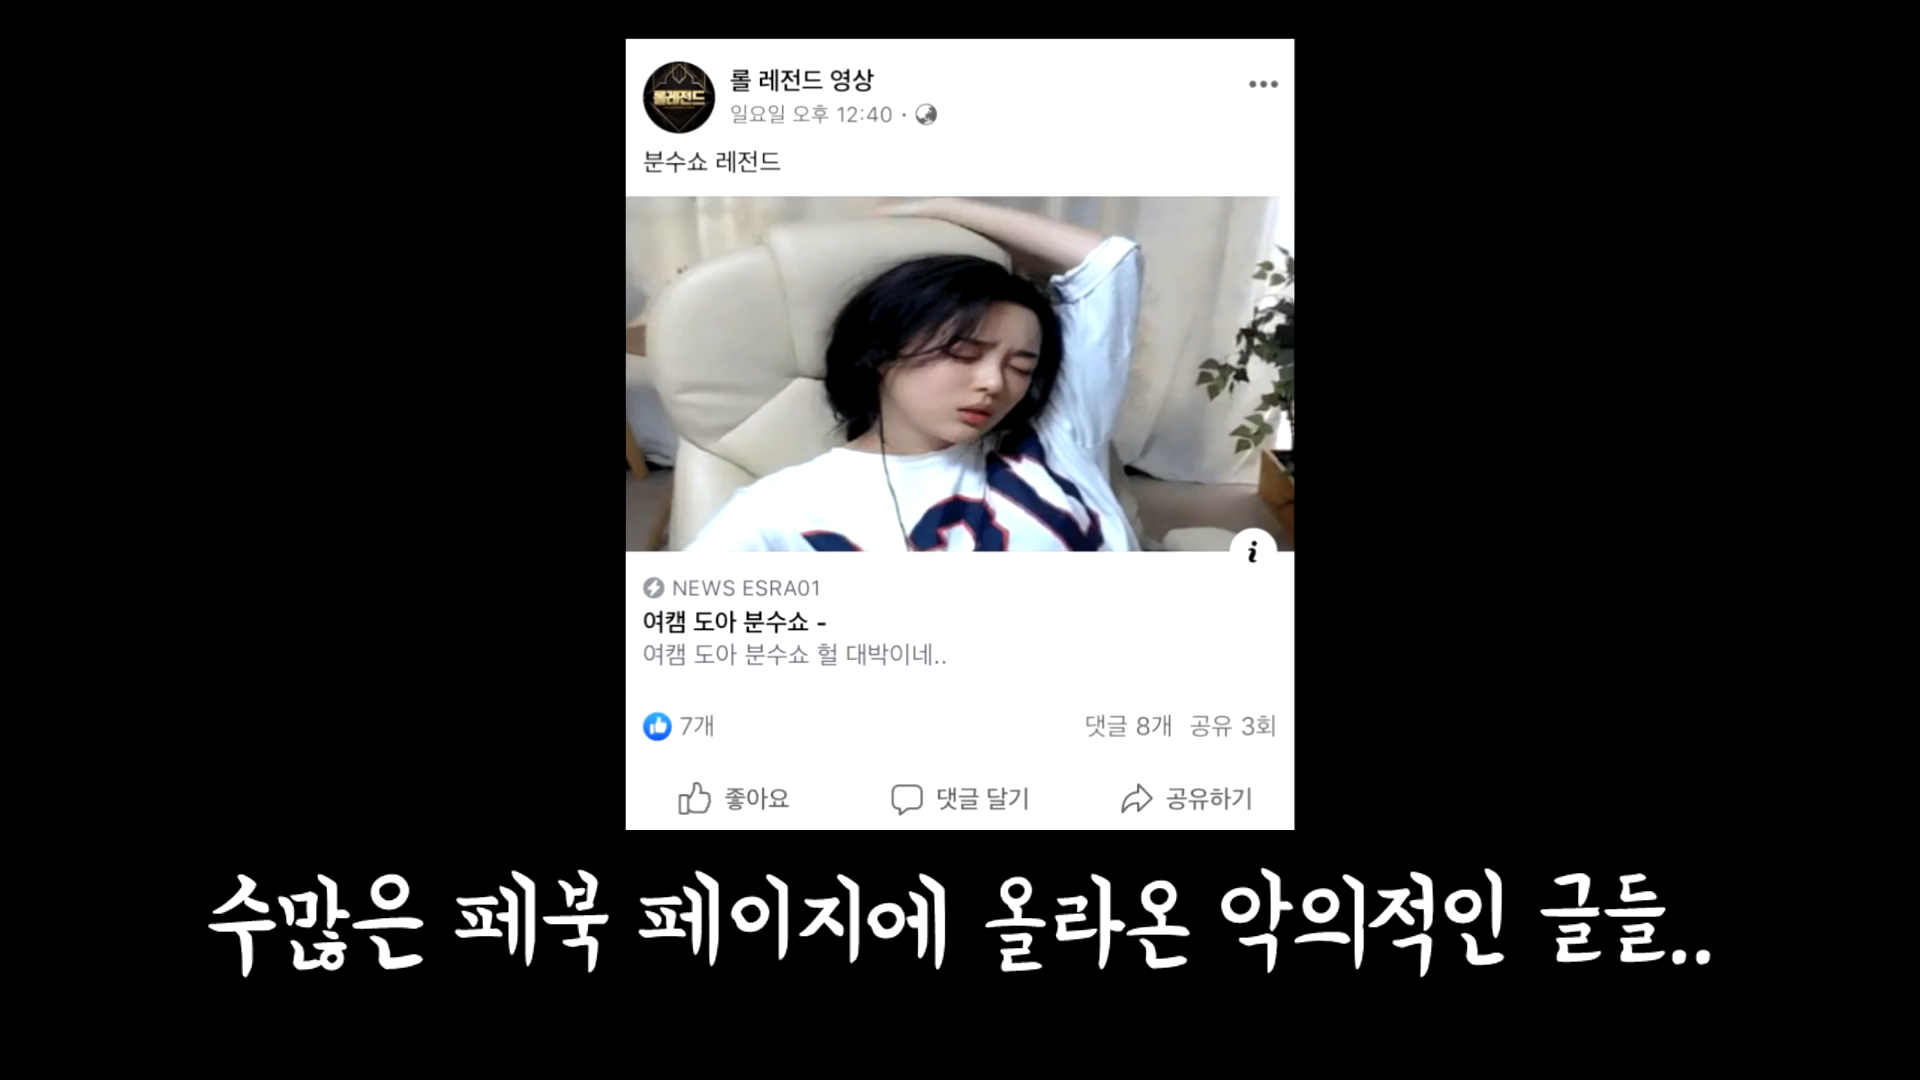 롤레전드
롤 레전드 영상
일요일 오후 12:40 ·
분수쇼 레전드
i
NEWS ESRA01
여캠 도아 분수쇼 -
여캠 도아 분수쇼 헐 대박이네..
7개
댓글 8개 공유 3회
좋아요 댓글 달기 공유하기
수많은 페북 페이지에 올라온 악의적인 글들..